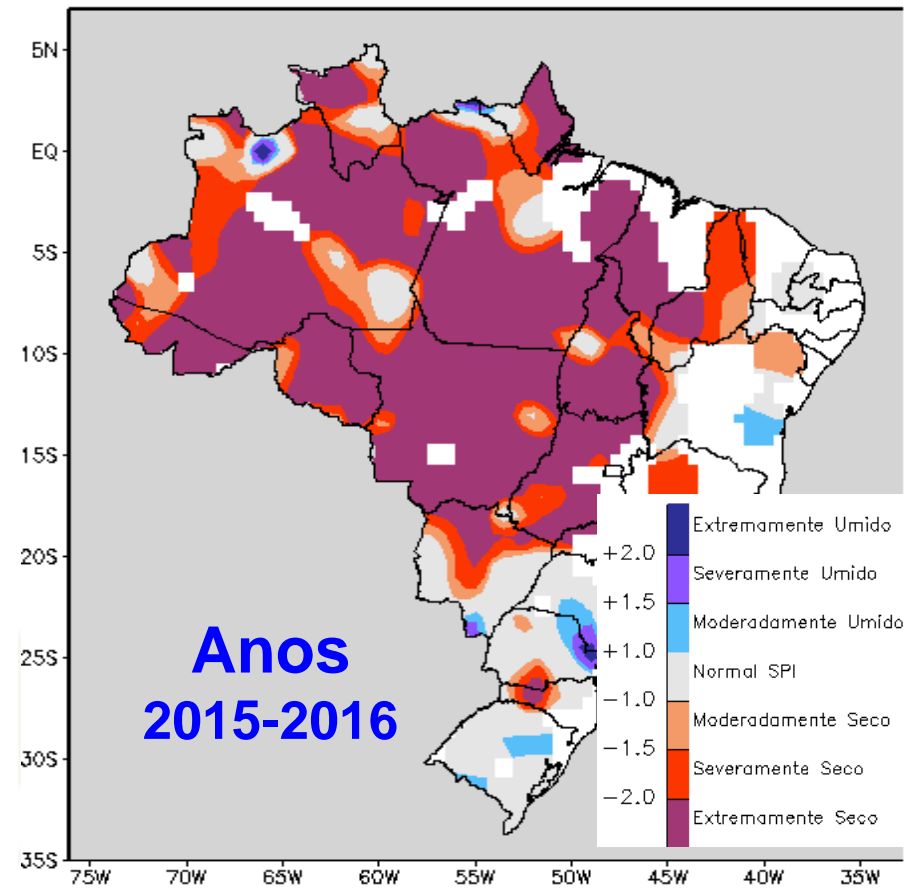 5N
EQ
5S
10S
15S
20S
25S
30S
35S
75W 70W 65W 60W 55W 50W 45W 40W 35W
Anos
2015-2016
Extremamente Umido
+2.0
Severamente Umido
+1.5
Moderadamente Umido
+1.0
Normal SPI
-1.0
Moderadamente Seco
-1.5
Severamente Seco
-2.0
Extremamente Seco